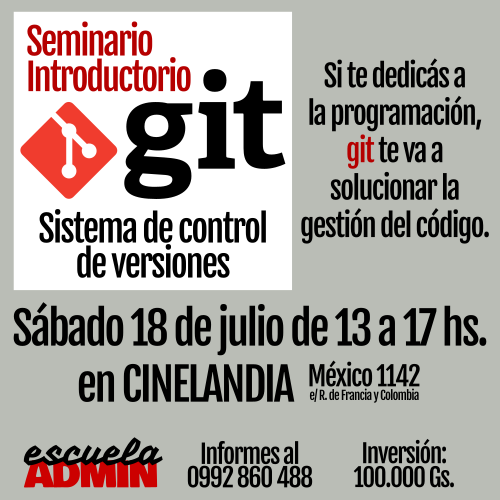 Seminario
Introductorio
git
Sistema de control
de versiones
Si te dedicás a
la programación,
git te va a
solucionar la
gestión del código.
Sábado 18 de julio de 13 a 17 hs.
en CINELANDIA
México 1142
e/ R. de Francia y Colombia
escuela
ADMIN
Informes al
0992 860 488
Inversión:
100.000 Gs.